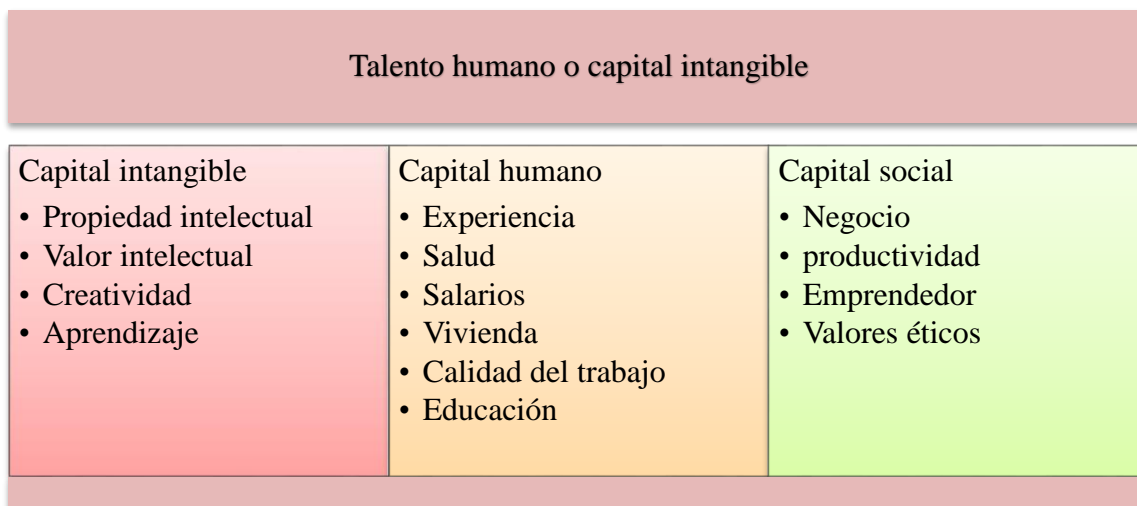 Talento humano o capital intangible
Capital intangible
• Propiedad intelectual
• Valor intelectual
• Creatividad
• Aprendizaje
Capital humano
• Experiencia
• Salud
• Salarios
• Vivienda
• Calidad del trabajo
• Educación
Capital social
• Negocio
• productividad
• Emprendedor
• Valores éticos